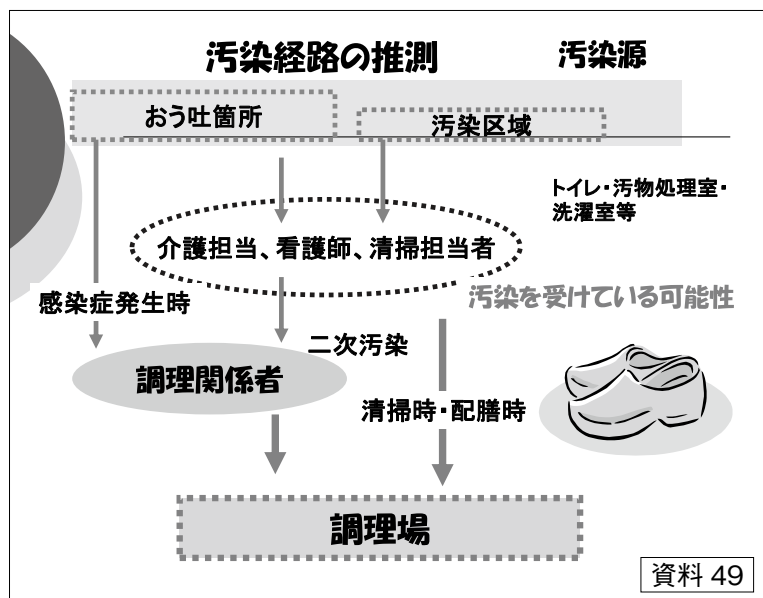 汚染経路の推測
汚染源
おう吐箇所
汚染区域
トイレ・汚物処理室・
洗濯室等
介護担当、看護師、清掃担当者
感染症発生時
汚染を受けている可能性
二次汚染
調理関係者
清掃時・配膳時
調理場
資料 49